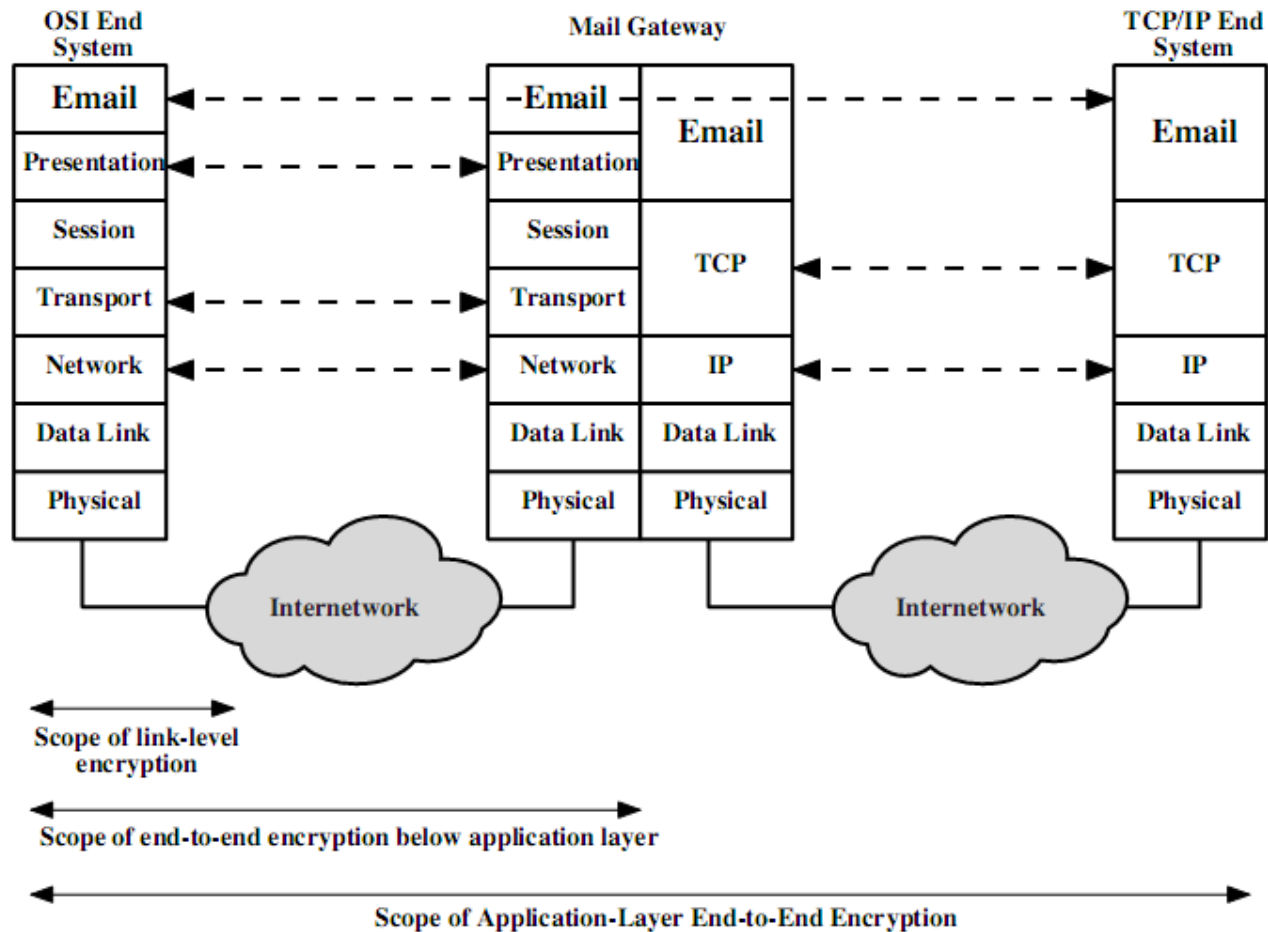 OSI End
System
Mail Gateway
TCP/IP End
System
Email
Presentation
Session
Transport
Network
Data Link
Physical
Email
Presentation
Session
Transport
Network
Data Link
Physical
Email
TCP
IP
Data Link
Physical
Email
TCP
IP
Data Link
Physical
Internetwork
Internetwork
Scope of link-level
encryption
Scope of end-to-end encryption below application layer
Scope of Application-Layer End-to-End Encryption